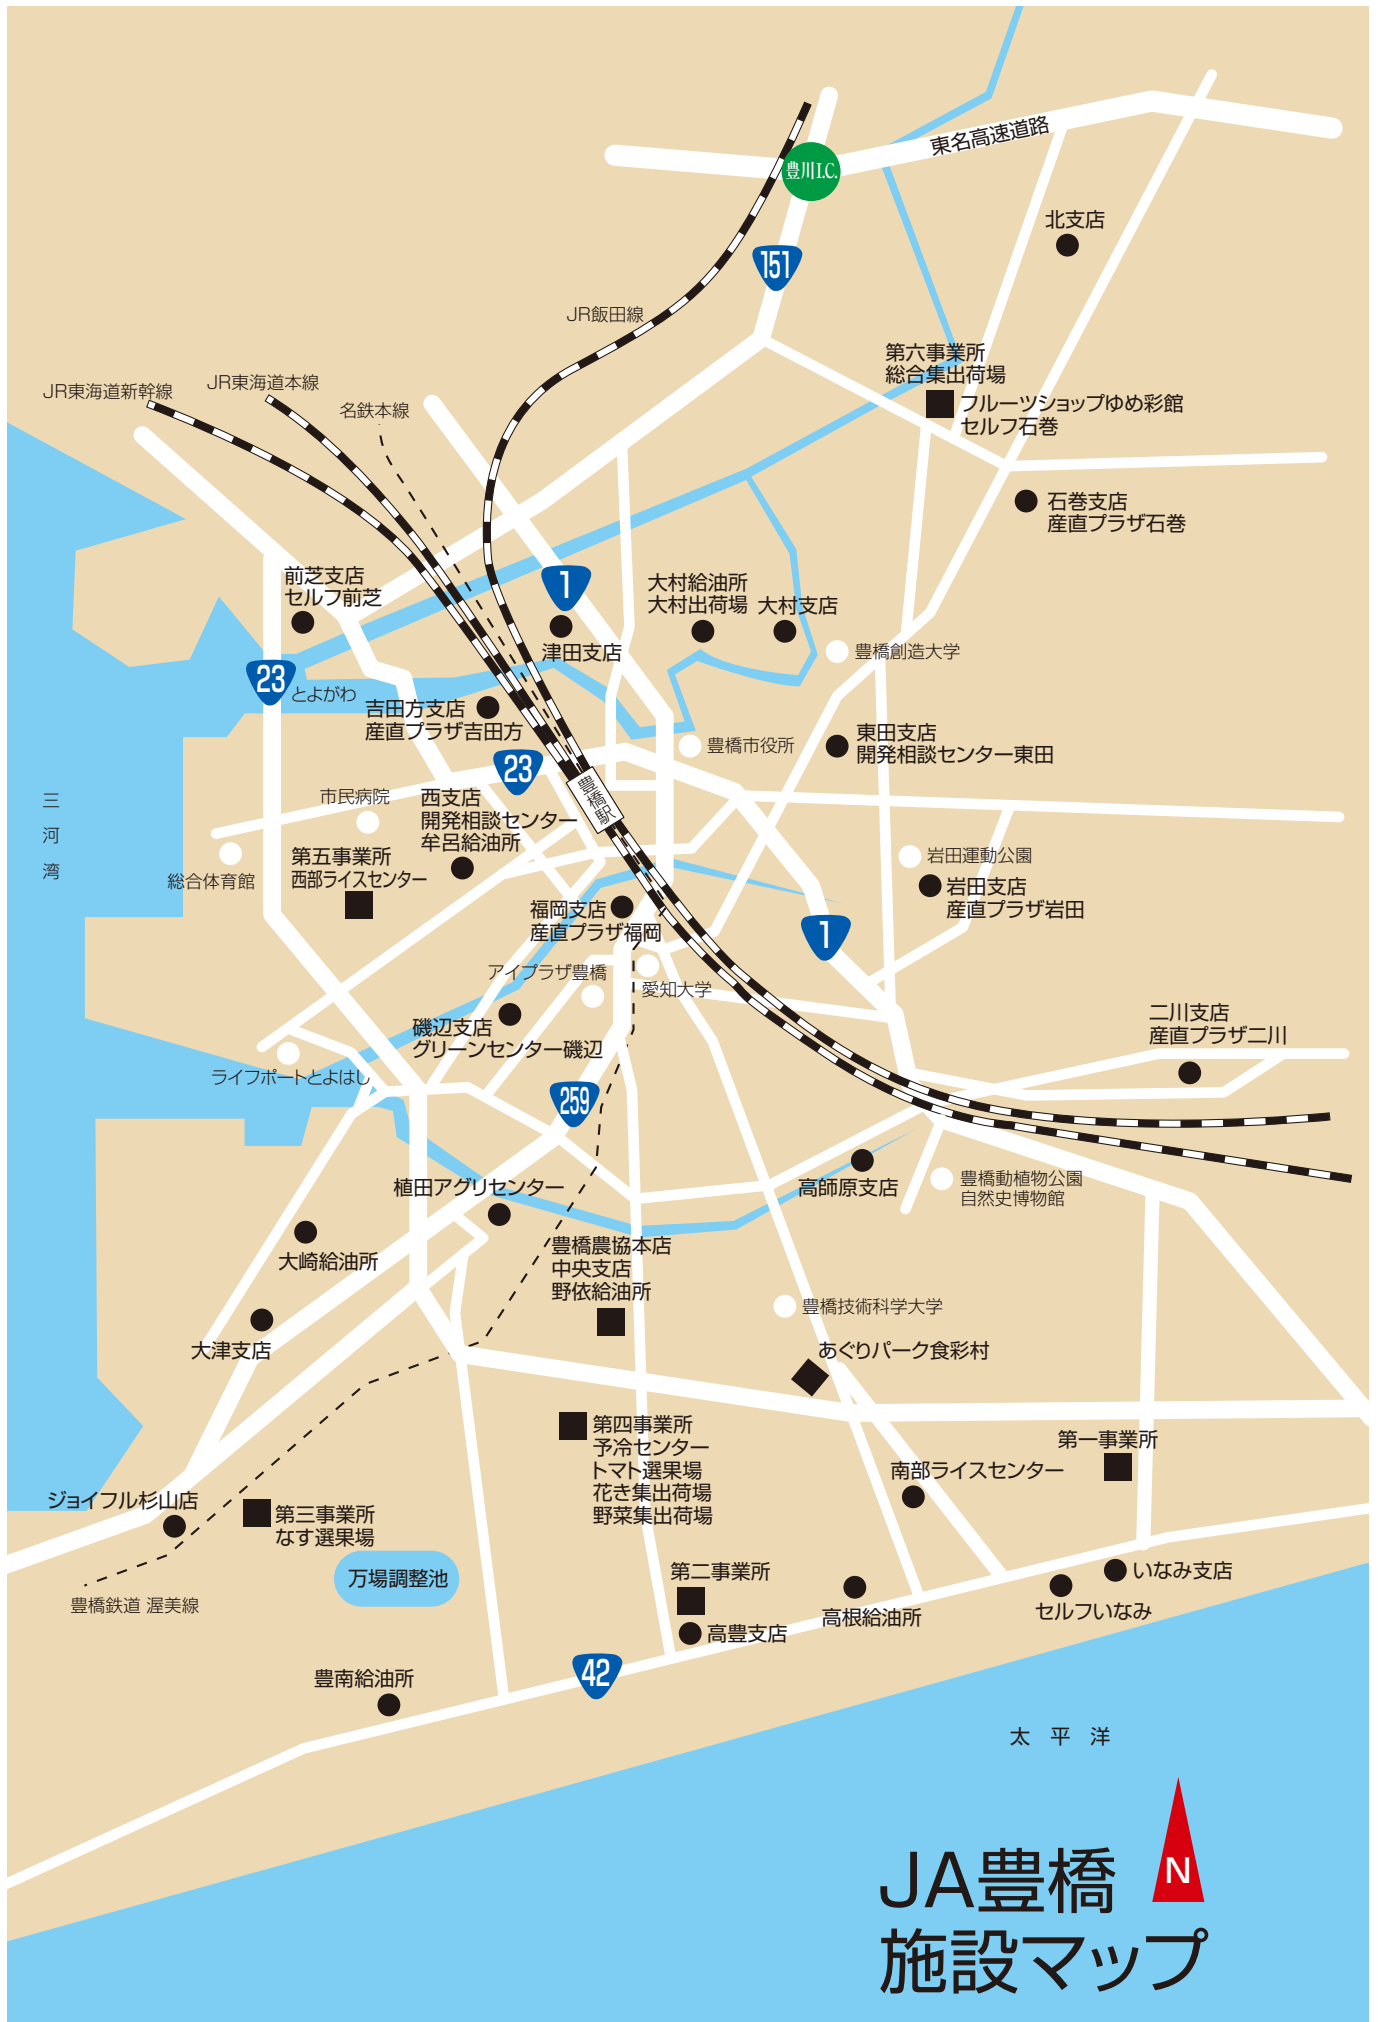 東名高速道路
豊川I.C.
北支店
151
JR飯田線
第六事業所
総合集出荷場
フルーツショップゆめ彩館
セルフ石巻
JR東海道新幹線
JR東海道本線
名鉄本線
石巻支店
産直プラザ石巻
前芝支店
セルフ前芝
1
大村給油所
大村出荷場
大村支店
津田支店
豊橋創造大学
23
とよがわ
吉田方支店
産直プラザ吉田方
豊橋市役所
東田支店
開発相談センター東田
23
豊橋駅
三河湾
市民病院
西支店
開発相談センター
牟呂給油所
総合体育館
第五事業所
西部ライスセンター
岩田運動公園
岩田支店
産直プラザ岩田
福岡支店
産直プラザ福岡
1
アイプラザ豊橋
愛知大学
磯辺支店
グリーンセンター磯辺
二川支店
産直プラザ二川
ライフポートとよはし
259
植田アグリセンター
高師原支店
豊橋動植物公園
自然史博物館
大崎給油所
豊橋農協本店
中央支店
野依給油所
豊橋技術科学大学
大津支店
あぐりパーク食彩村
第四事業所
予冷センター
トマト選果場
花き集出荷場
野菜集出荷場
第一事業所
南部ライスセンター
ジョイフル杉山店
第三事業所
なす選果場
万場調整池
第二事業所
いなみ支店
豊橋鉄道 渥美線
高豊支店
高根給油所
セルフいなみ
豊南給油所
42
太平洋
N
JA豊橋
施設マップ